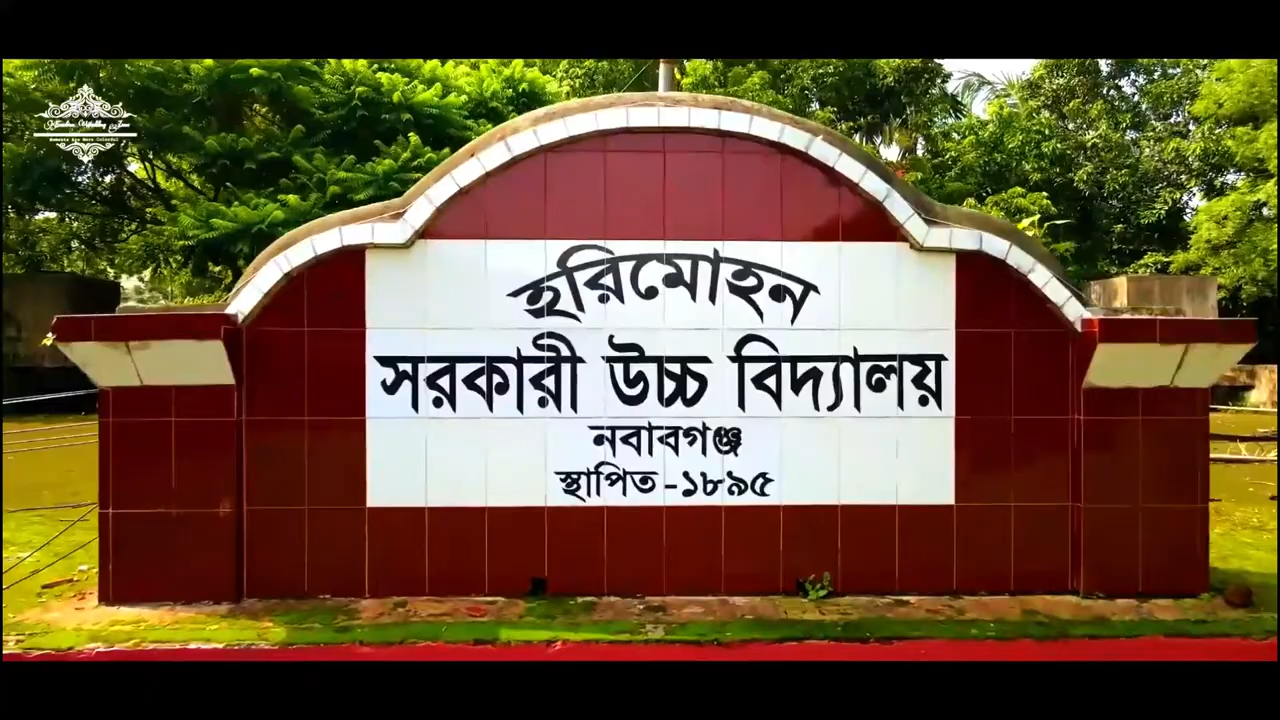 হরিমোহন
সরকারী উচ্চ বিদ্যালয়
নবাবগঞ্জ
স্থাপিত - ১৮৯৫